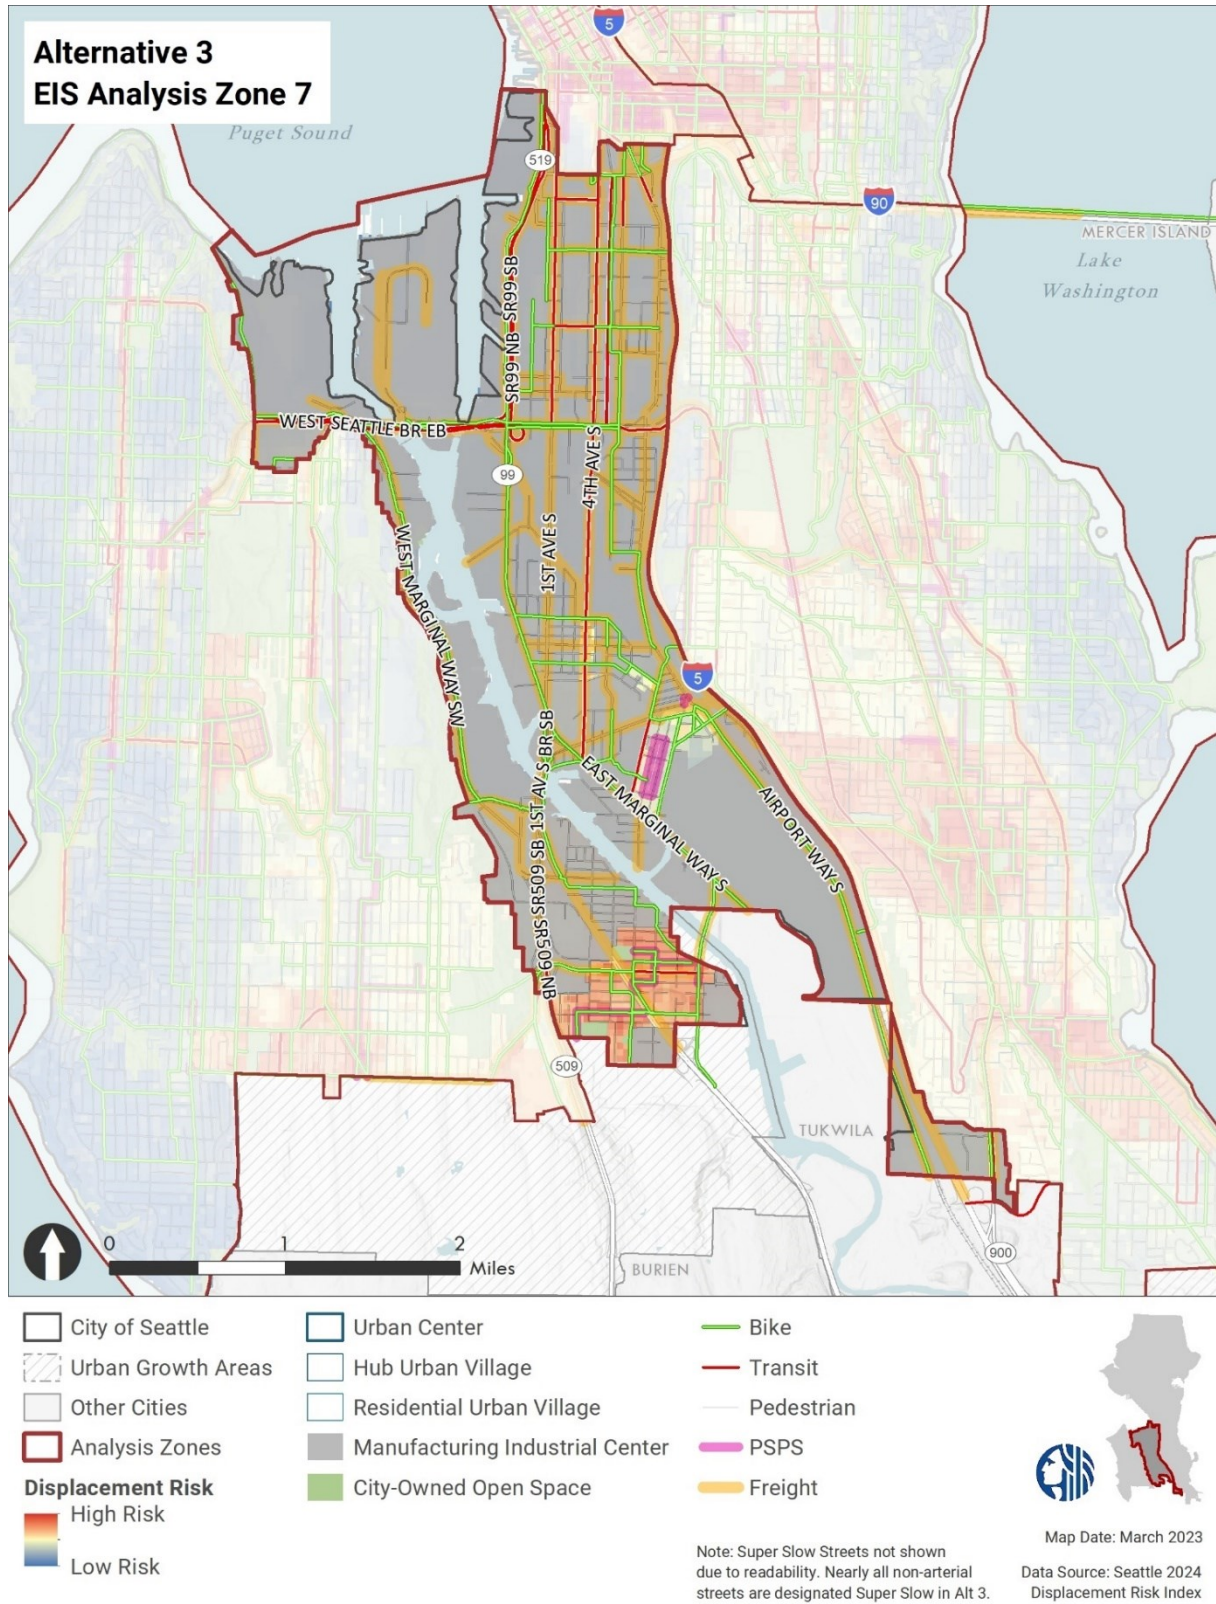 Alternative 3
EIS Analysis Zone 7
Puget Sound
5
519
90
MERCER ISLAND
Lake
Washington
SR99 SB
SR99 NB
WEST SEATTLE BR EB
4TH AVE S
99
1ST AVE S
WEST MARGINAL WAY SW
5
1ST AV S BR SB
EAST MARGINAL WAY S
AIRPORT WAY S
SR509 SB
SR509 NB
509
TUKWILA
900
BURIEN
0 1 2
Miles
City of Seattle
Urban Growth Areas
Other Cities
Analysis Zones
Displacement Risk
High Risk
Low Risk
Urban Center
Hub Urban Village
Residential Urban Village
Manufacturing Industrial Center
City-Owned Open Space
Bike
Transit
Pedestrian
PSPS
Freight
Note: Super Slow Streets not shown
due to readability. Nearly all non-arterial
streets are designated Super Slow in Alt 3.
Map Date: March 2023
Data Source: Seattle 2024
Displacement Risk Index